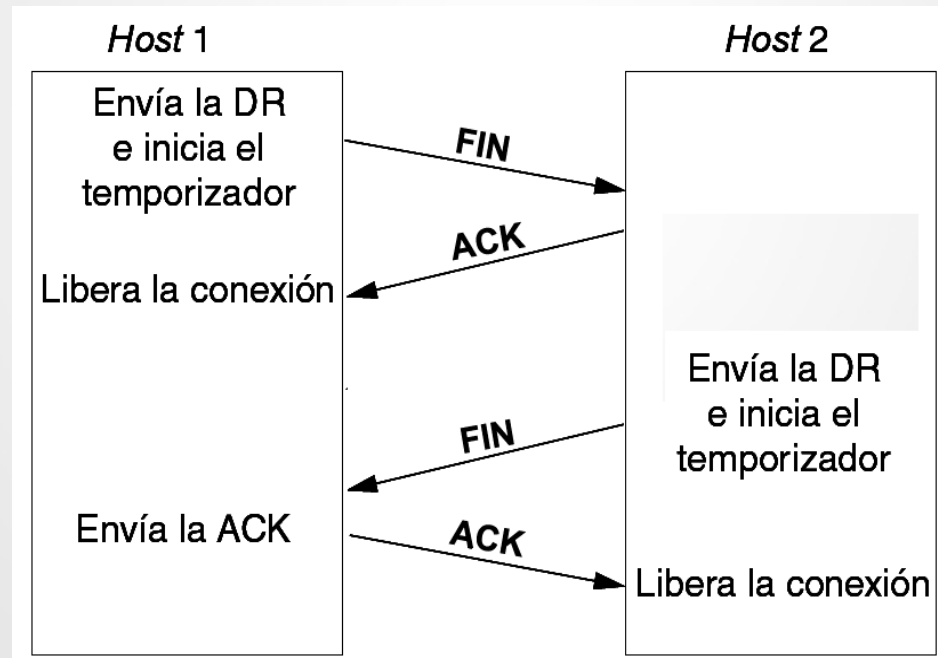 Host 1
Host 2
Envía la DR
e inicia el
temporizador
FIN
ACK
Libera la conexión
Envía la DR
e inicia el
temporizador
FIN
Envía la ACK
ACK
Libera la conexión